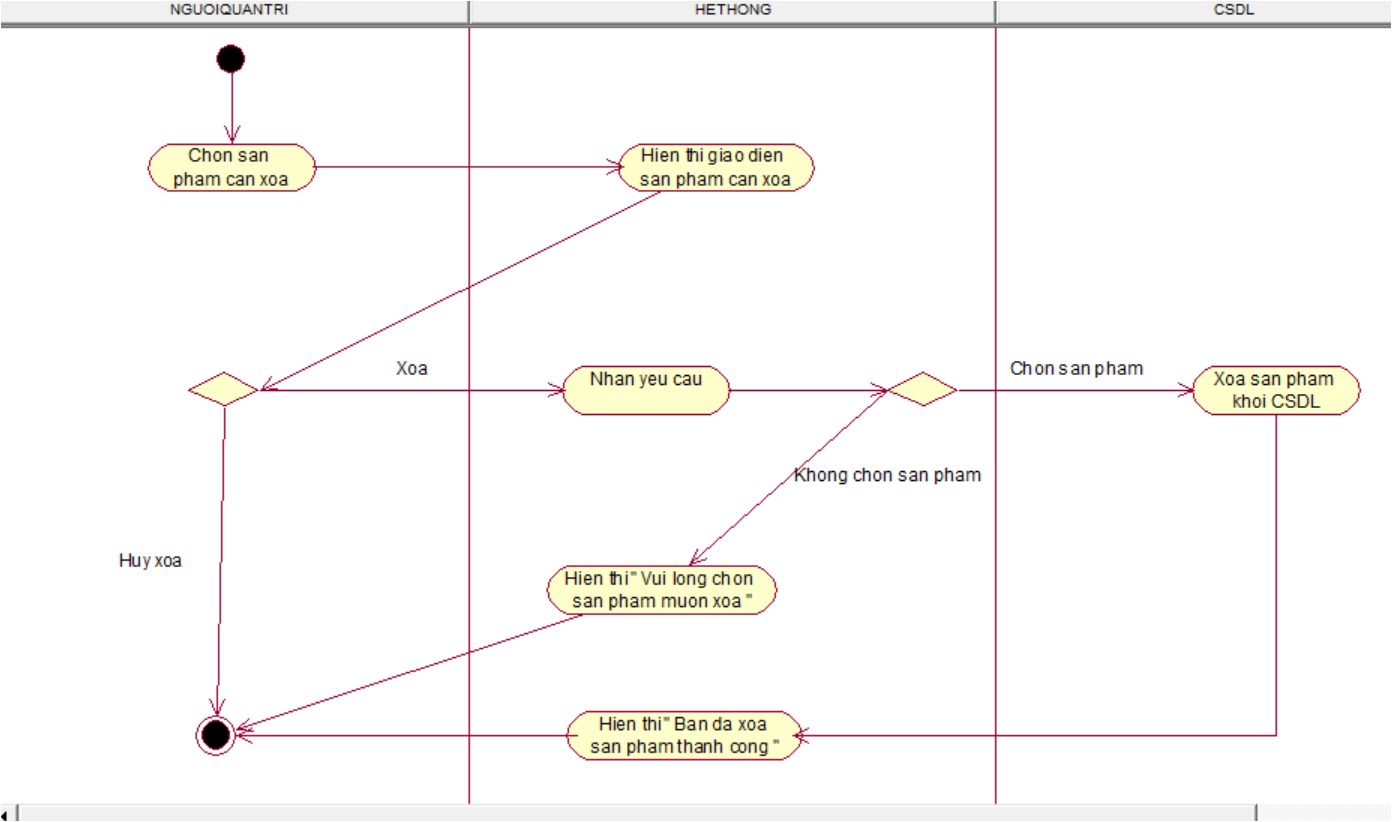 NGUOIQUANTRI
HETHONG
CSDL
Chon san
pham can xoa
Hien thi giao dien
san pham can xoa
Xoa
Nhan yeu cau
Chon san pham
Xoa san pham
khoi CSDL
Khong chon san pham
Huy xoa
Hien thi" Vui long chon
san pham muon xoa "
Hien thi" Ban da xoa
san pham thanh cong "